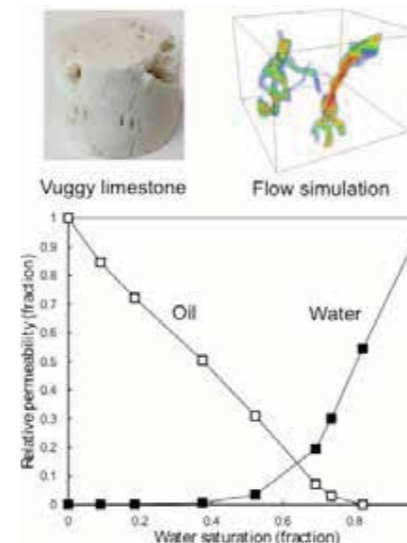 Vuggy limestone
Flow simulation
Relative permeability (fraction)
1
0.9
0.8
0.7
0.6
0.5
0.4
0.3
0.2
0.1
0
Oil
Water
0 0.2 0.4 0.6 0.8
Water saturation (fraction)